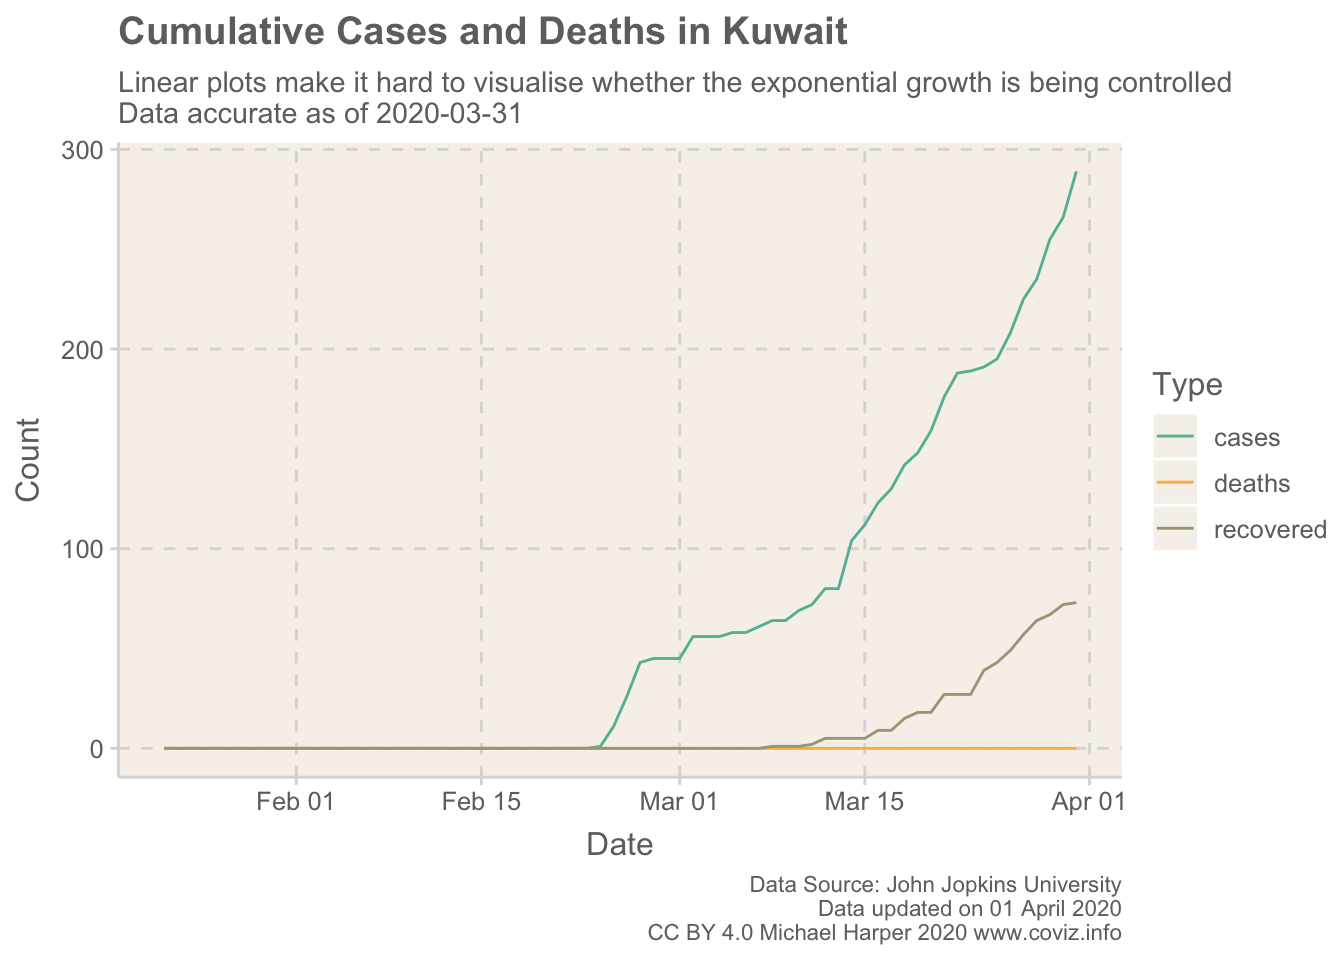 Cumulative Cases and Deaths in Kuwait
Linear plots make it hard to visualise whether the exponential growth is being controlled
Data accurate as of 2020-03-31
300
200
100
0
Count
Feb 01
Feb 15
Mar 01
Mar 15
Apr 01
Date
Type
cases
deaths
recovered
Data Source: John Jopkins University
Data updated on 01 April 2020
CC BY 4.0 Michael Harper 2020 www.coviz.info